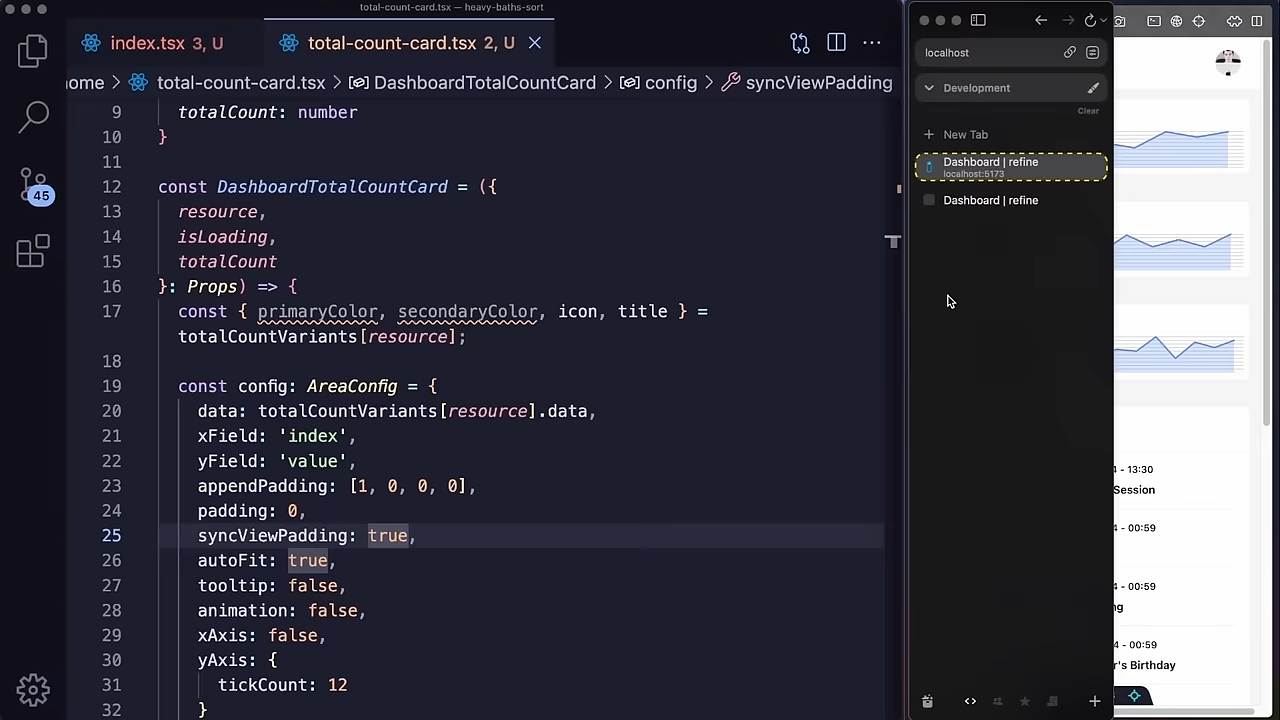 total-count-card.tsx — heavy-baths-sort
index.tsx 3, U
total-count-card.tsx 2, U
ome > total-count-card.tsx > DashboardTotalCountCard > config > syncViewPadding
9 totalCount: number
10 }
11
12 const DashboardTotalCountCard = ({
13 resource,
14 isLoading,
15 totalCount
16 }: Props) => {
17 const { primaryColor, secondaryColor, icon, title } =
totalCountVariants[resource];
18
19 const config: AreaConfig = {
20 data: totalCountVariants[resource].data,
21 xField: 'index',
22 yField: 'value',
23 appendPadding: [1, 0, 0, 0],
24 padding: 0,
25 syncViewPadding: true,
26 autoFit: true,
27 tooltip: false,
28 animation: false,
29 xAxis: false,
30 yAxis: {
31 tickCount: 12
32 }
45
localhost
Development
Clear
New Tab
Dashboard | refine
localhost:5173
Dashboard | refine
4 - 13:30
Session
4 - 00:59
4 - 00:59
ng
4 - 00:59
r's Birthday